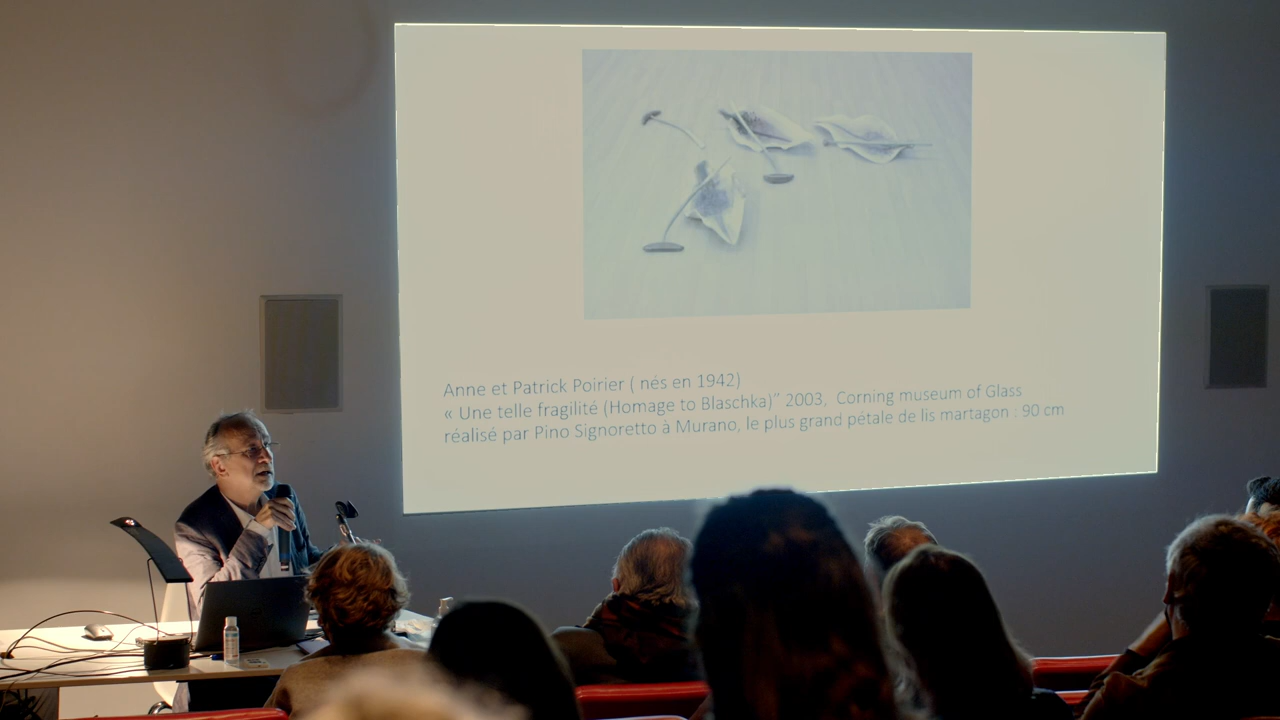 Anne et Patrick Poirier ( nés en 1942)
« Une telle fragilité (Homage to Blaschka)” 2003, Corning museum of Glass
réalisé par Pino Signoretto à Murano, le plus grand pétale de lis martagon : 90 cm